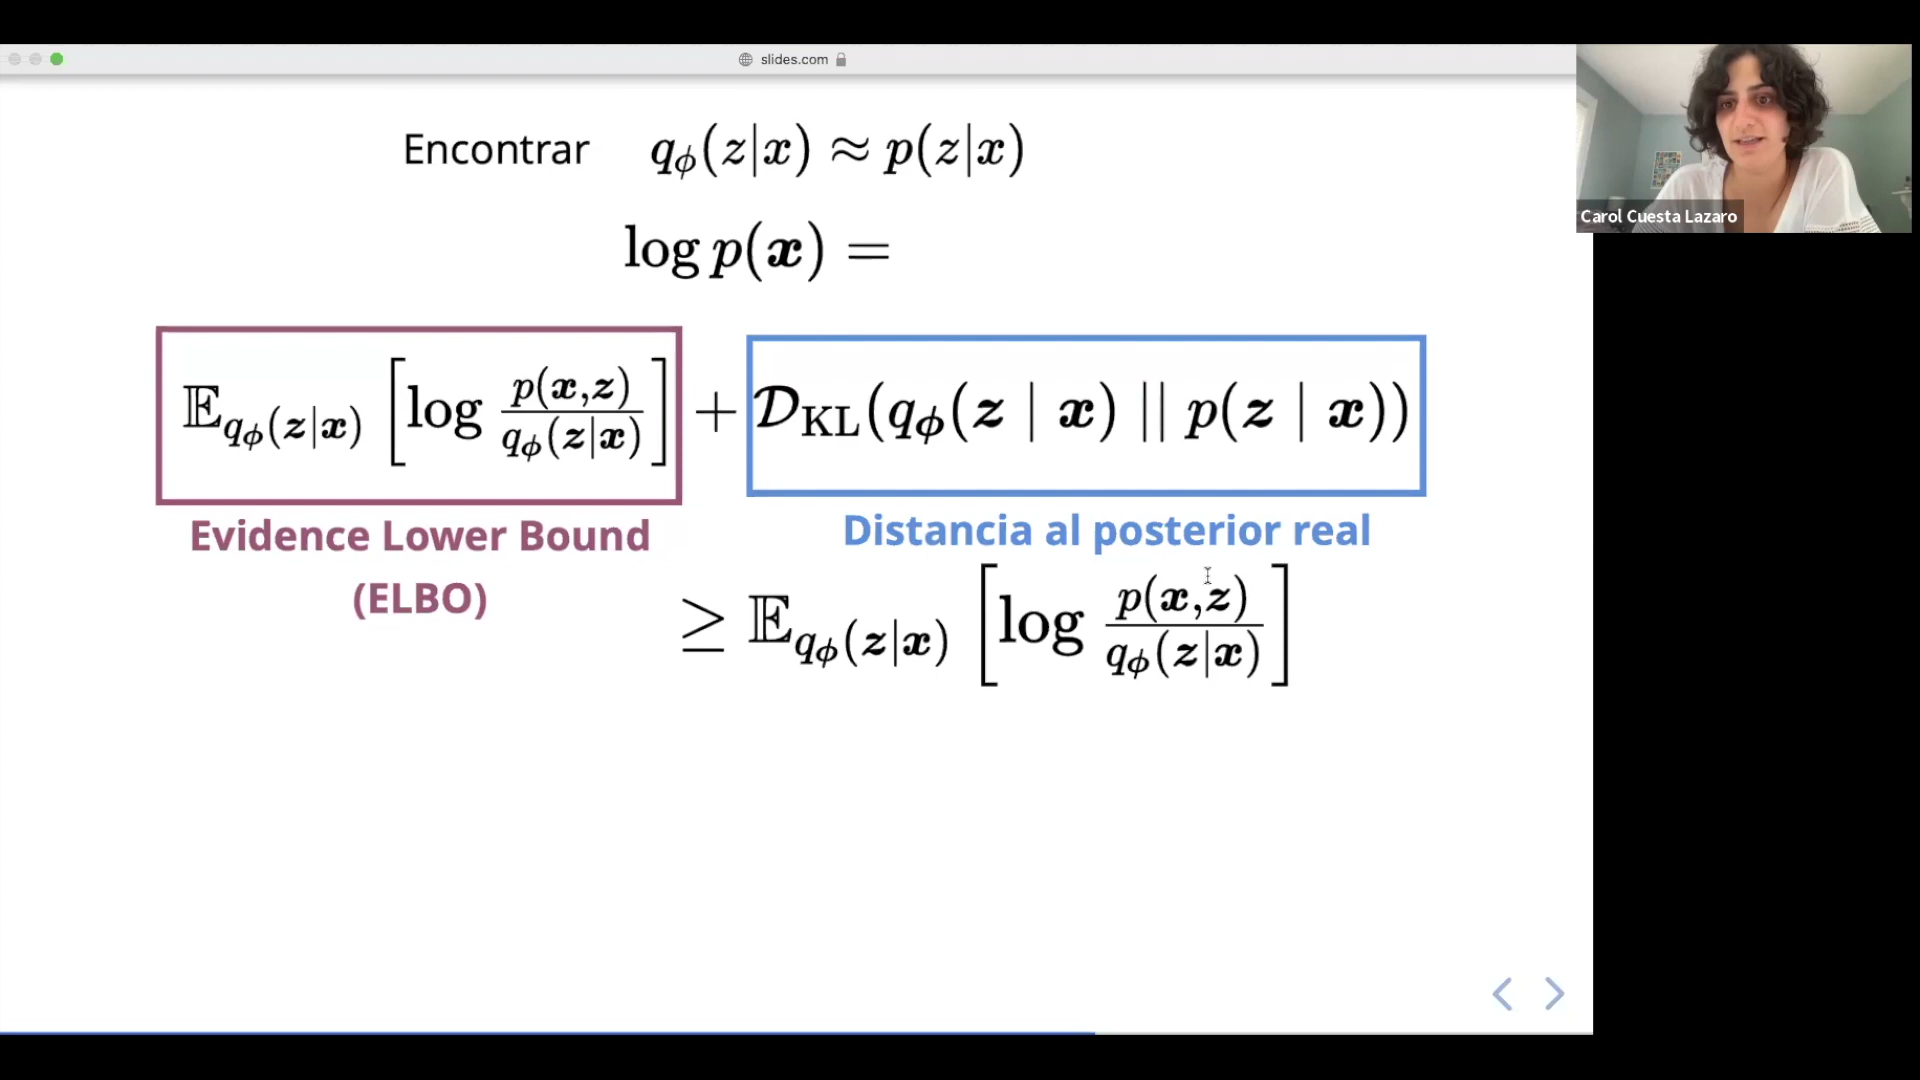 slides.com
Carol Cuesta Lazaro
Encontrar q_ϕ(z|x) ≈ p(z|x)
log p(x) =
𝔼_{q_ϕ(z|x)} [log p(x,z) / q_ϕ(z|x)] + 𝒟_KL(q_ϕ(z | x) || p(z | x))
Evidence Lower Bound
(ELBO)
Distancia al posterior real
≥ 𝔼_{q_ϕ(z|x)} [log p(x,z) / q_ϕ(z|x)]